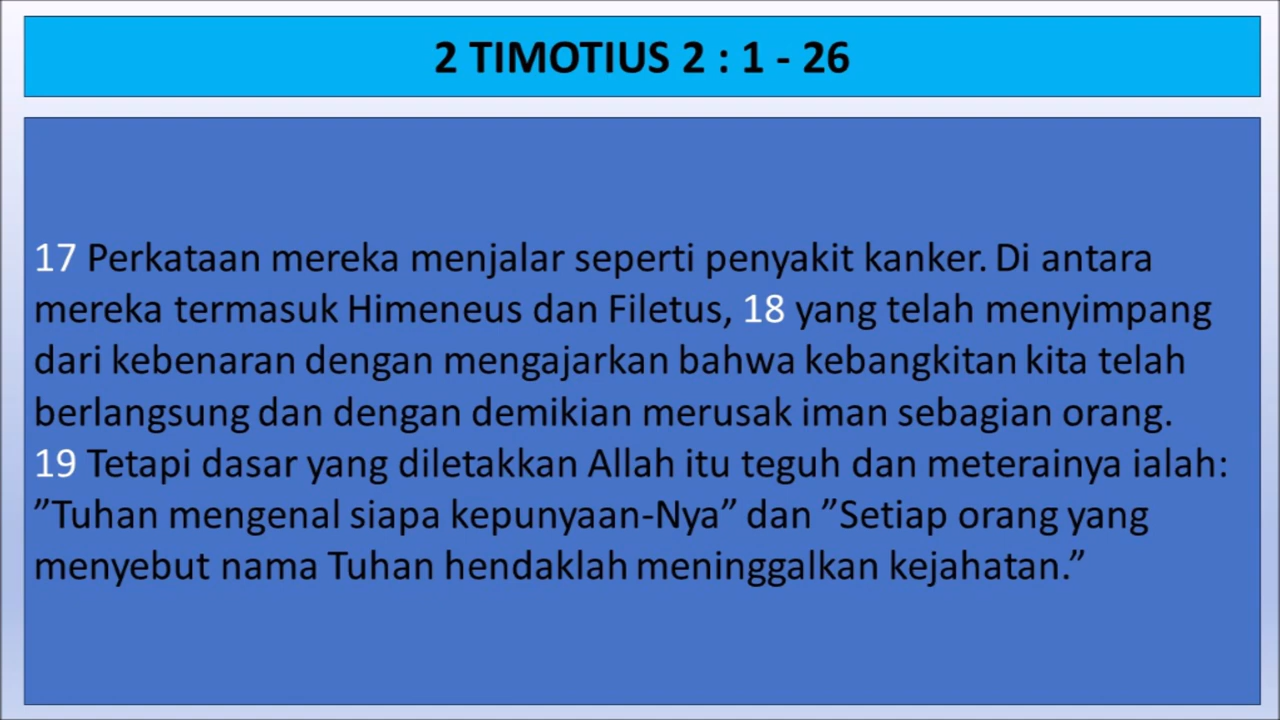 2 TIMOTIUS 2 : 1 - 26
17 Perkataan mereka menjalar seperti penyakit kanker. Di antara
mereka termasuk Himeneus dan Filetus, 18 yang telah menyimpang
dari kebenaran dengan mengajarkan bahwa kebangkitan kita telah
berlangsung dan dengan demikian merusak iman sebagian orang.
19 Tetapi dasar yang diletakkan Allah itu teguh dan meterainya ialah:
”Tuhan mengenal siapa kepunyaan-Nya” dan ”Setiap orang yang
menyebut nama Tuhan hendaklah meninggalkan kejahatan.”